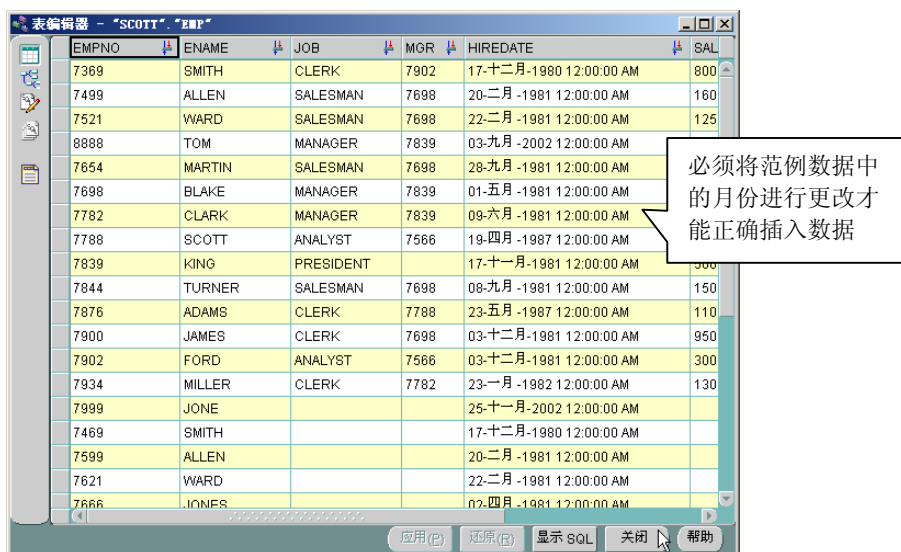 表编辑器 - "SCOTT"."EMP"
EMPNO ENAME JOB MGR HIREDATE SAL
7369 SMITH CLERK 7902 17-十二月-1980 12:00:00 AM 800
7499 ALLEN SALESMAN 7698 20-二月 -1981 12:00:00 AM 160
7521 WARD SALESMAN 7698 22-二月 -1981 12:00:00 AM 125
8888 TOM MANAGER 7839 03-九月 -2002 12:00:00 AM
7654 MARTIN SALESMAN 7698 28-九月 -1981 12:00:00 AM
7698 BLAKE MANAGER 7839 01-五月 -1981 12:00:00 AM
7782 CLARK MANAGER 7839 09-六月 -1981 12:00:00 AM
7788 SCOTT ANALYST 7566 19-四月 -1987 12:00:00 AM
7839 KING PRESIDENT 17-十一月-1981 12:00:00 AM
7844 TURNER SALESMAN 7698 08-九月 -1981 12:00:00 AM 150
7876 ADAMS CLERK 7788 23-五月 -1987 12:00:00 AM 110
7900 JAMES CLERK 7698 03-十二月-1981 12:00:00 AM 950
7902 FORD ANALYST 7566 03-十二月-1981 12:00:00 AM 300
7934 MILLER CLERK 7782 23-一月 -1982 12:00:00 AM 130
7999 JONE 25-十一月-2002 12:00:00 AM
7469 SMITH 17-十二月-1980 12:00:00 AM
7599 ALLEN 20-二月 -1981 12:00:00 AM
7621 WARD 22-二月 -1981 12:00:00 AM
7666 JONES 02-四月 -1981 12:00:00 AM
必须将范例数据中
的月份进行更改才
能正确插入数据
应用(P) 还原(R) 显示 SQL 关闭 帮助